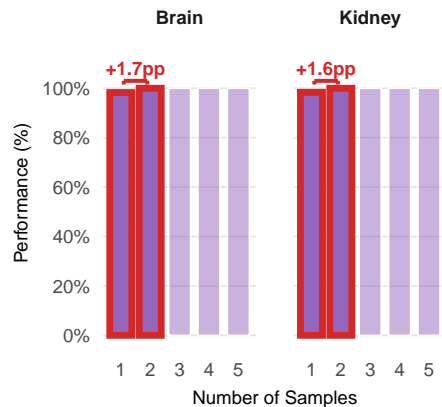 Brain
Kidney
+1.7pp
+1.6pp
100%
80%
60%
40%
20%
0%
Performance (%)
1 2 3 4 5
1 2 3 4 5
Number of Samples